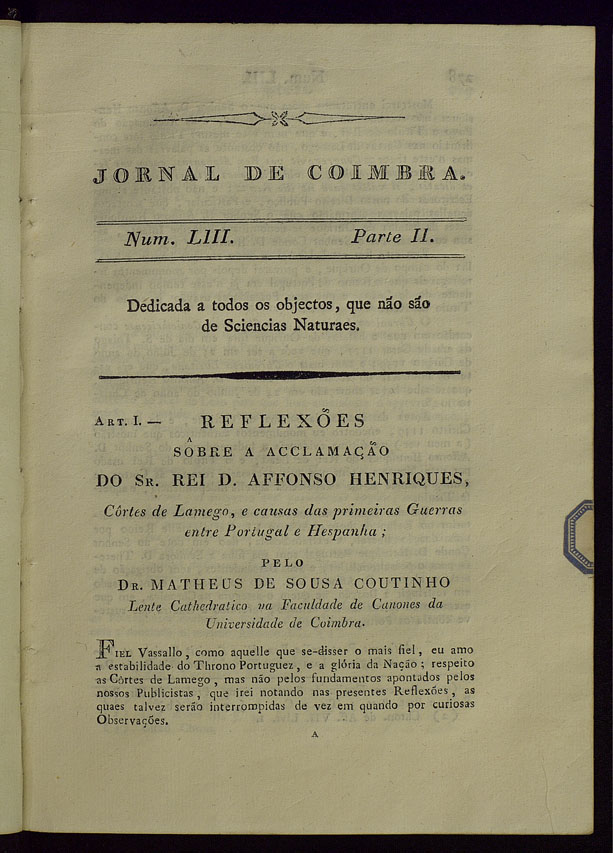 JORNAL DE COIMBRA.
Num. LIII. Parte II.
Dedicada a todos os objectos, que não são
de Sciencias Naturaes.
ART. I. — REFLEXÕES
SÔBRE A ACCLAMAÇÃO
DO SR. REI D. AFFONSO HENRIQUES,
Côrtes de Lamego, e causas das primeiras Guerras
entre Portugal e Hespanha ;
PELO
DR. MATHEUS DE SOUSA COUTINHO
Lente Cathedratico na Faculdade de Canones da
Universidade de Coimbra.
FIEL Vassallo, como aquelle que se-disser o mais fiel, eu amo
a estabilidade do Throno Portuguez, e a glória da Nação ; respeito
as Côrtes de Lamego, mas não pelos fundamentos apontados pelos
nossos Publicistas, que irei notando nas presentes Reflexões, as
quaes talvez serão interrompidas de vez em quando por curiosas
Observações.
A